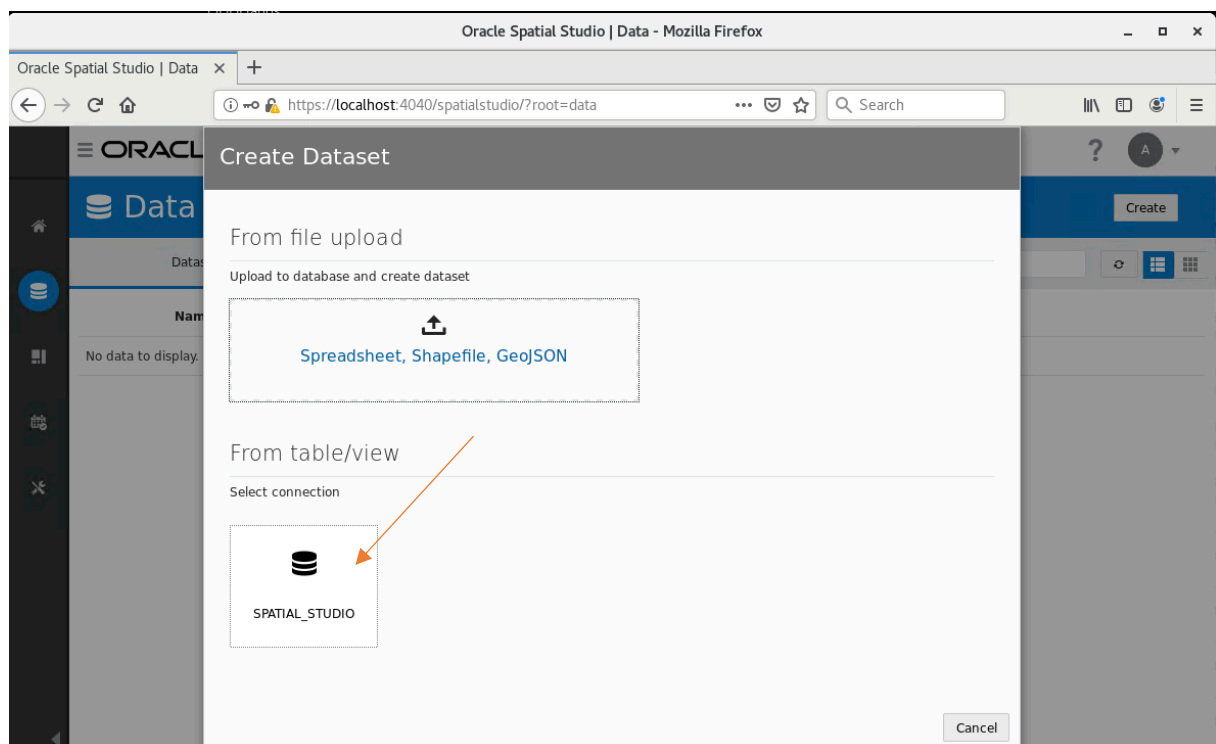 Oracle Spatial Studio | Data - Mozilla Firefox
Oracle Spatial Studio | Data
https://localhost:4040/spatialstudio/?root=data
Search
ORACL
Create Dataset
?
A
Data
Create
From file upload
Datas
Upload to database and create dataset
Nam
Spreadsheet, Shapefile, GeoJSON
No data to display.
From table/view
Select connection
SPATIAL_STUDIO
Cancel